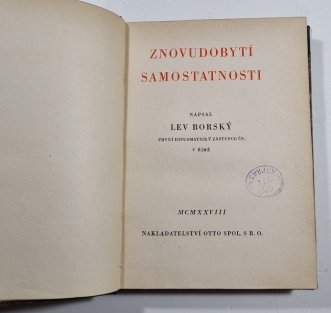 ZNOVUDOBYTÍ
SAMOSTATNOSTI
NAPSAL
LEV BORSKÝ
PRVNÍ DIPLOMATICKÝ ZÁSTUPCE ČS.
V ŘÍMĚ
MCMXXVIII
NAKLADATELSTVÍ OTTO SPOL. S R. O.